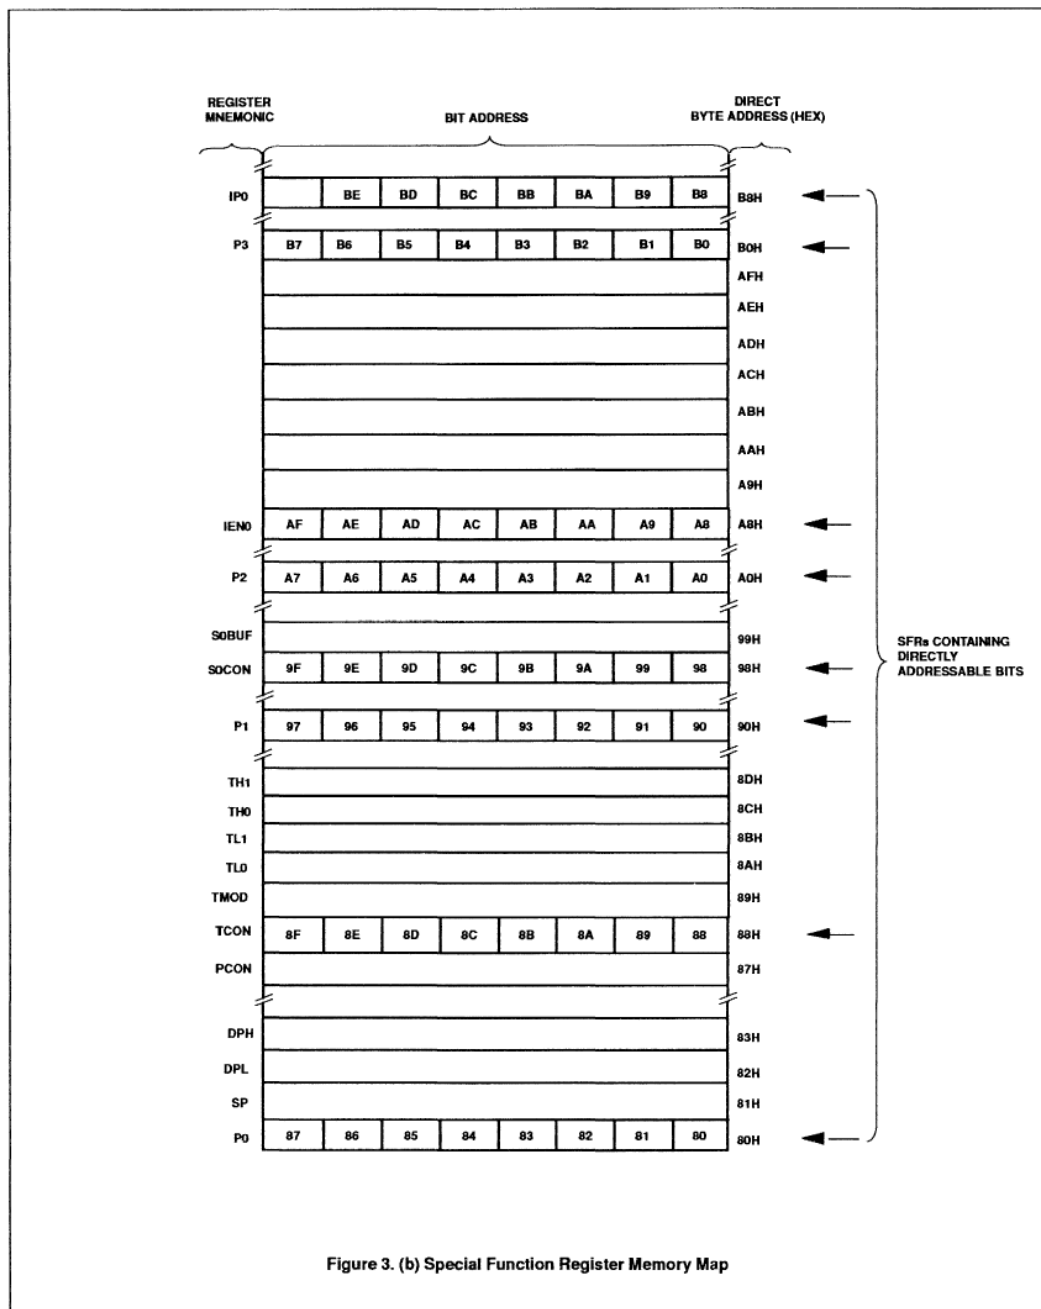 REGISTER MNEMONIC BIT ADDRESS DIRECT BYTE ADDRESS (HEX)
IP0 BE BD BC BB BA B9 B8 B8H
P3 B7 B6 B5 B4 B3 B2 B1 B0 B0H
AFH
AEH
ADH
ACH
ABH
AAH
A9H
IEN0 AF AE AD AC AB AA A9 A8 A8H
P2 A7 A6 A5 A4 A3 A2 A1 A0 A0H
S0BUF 99H
S0CON 9F 9E 9D 9C 9B 9A 99 98 98H
SFRs CONTAINING
DIRECTLY
ADDRESSABLE BITS
P1 97 96 95 94 93 92 91 90 90H
TH1 8DH
TH0 8CH
TL1 8BH
TL0 8AH
TMOD 89H
TCON 8F 8E 8D 8C 8B 8A 89 88 88H
PCON 87H
DPH 83H
DPL 82H
SP 81H
P0 87 86 85 84 83 82 81 80 80H
Figure 3. (b) Special Function Register Memory Map